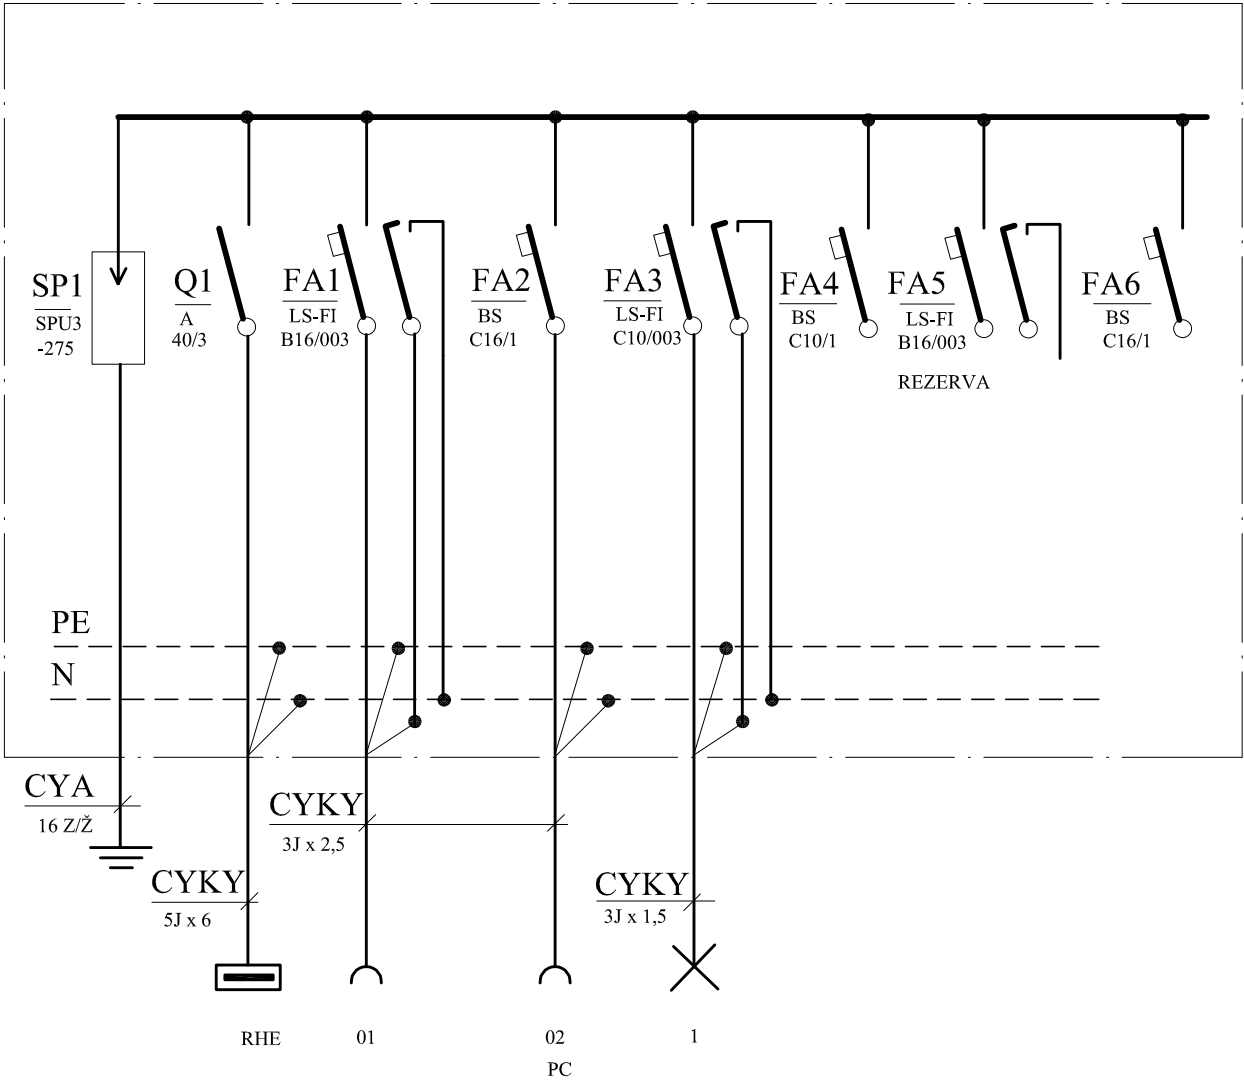 SP1
SPU3
-275
Q1
A
40/3
FA1
LS-FI
B16/003
FA2
BS
C16/1
FA3
LS-FI
C10/003
FA4
BS
C10/1
FA5
LS-FI
B16/003
REZERVA
FA6
BS
C16/1
PE
N
CYA
16 Z/Ž
CYKY
3J x 2,5
CYKY
5J x 6
CYKY
3J x 1,5
RHE
01
02
1
PC